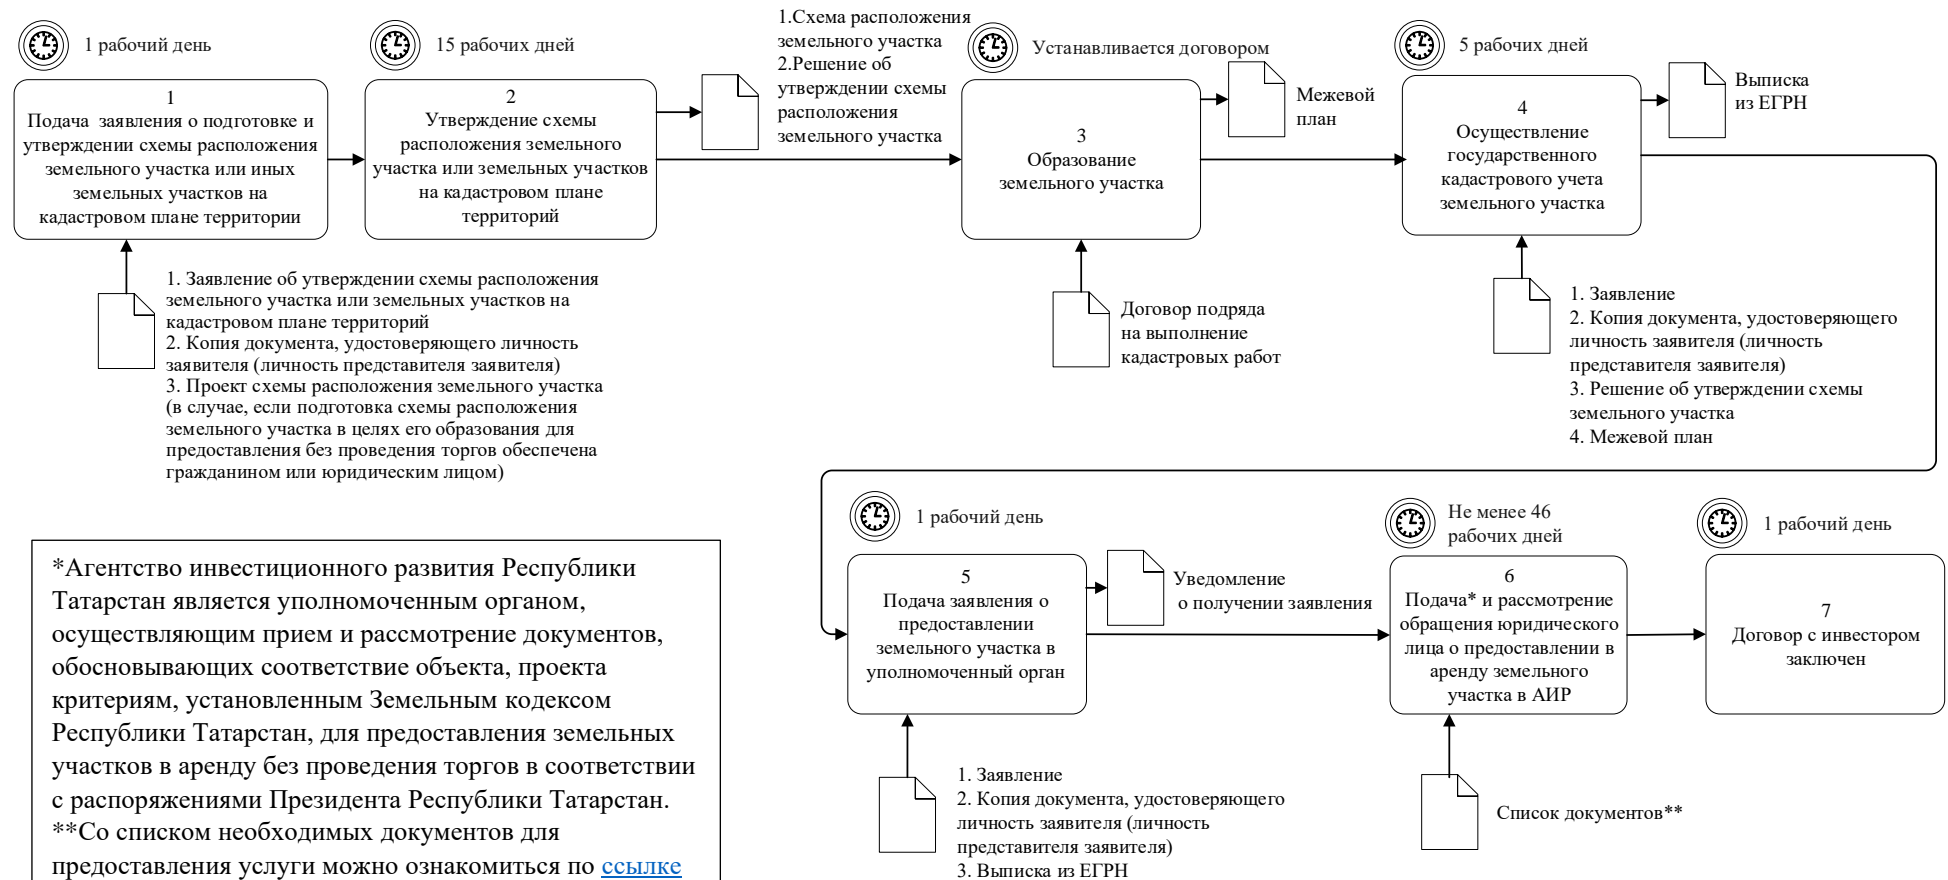 1 рабочий день
1
Подача заявления о подготовке и
утверждении схемы расположения
земельного участка или иных
земельных участков на
кадастровом плане территории
1. Заявление об утверждении схемы расположения
земельного участка или земельных участков на
кадастровом плане территорий
2. Копия документа, удостоверяющего личность
заявителя (личность представителя заявителя)
3. Проект схемы расположения земельного участка
(в случае, если подготовка схемы расположения
земельного участка в целях его образования для
предоставления без проведения торгов обеспечена
гражданином или юридическим лицом)
15 рабочих дней
2
Утверждение схемы
расположения земельного
участка или земельных участков
на кадастровом плане
территорий
1.Схема расположения
земельного участка
2.Решение об
утверждении схемы
расположения
земельного участка
Устанавливается договором
3
Образование
земельного участка
Межевой
план
Договор подряда
на выполнение
кадастровых работ
5 рабочих дней
4
Осуществление
государственного
кадастрового учета
земельного участка
Выписка
из ЕГРН
1. Заявление
2. Копия документа, удостоверяющего
личность заявителя (личность
представителя заявителя)
3. Решение об утверждении схемы
земельного участка
4. Межевой план
1 рабочий день
5
Подача заявления о
предоставлении
земельного участка в
уполномоченный орган
Уведомление
о получении заявления
1. Заявление
2. Копия документа, удостоверяющего
личность заявителя (личность
представителя заявителя)
3. Выписка из ЕГРН
Не менее 46
рабочих дней
6
Подача* и рассмотрение
обращения юридического
лица о предоставлении в
аренду земельного
участка в АИР
Список документов**
1 рабочий день
7
Договор с инвестором
заключен
*Агентство инвестиционного развития Республики
Татарстан является уполномоченным органом,
осуществляющим прием и рассмотрение документов,
обосновывающих соответствие объекта, проекта
критериям, установленным Земельным кодексом
Республики Татарстан, для предоставления земельных
участков в аренду без проведения торгов в соответствии
с распоряжениями Президента Республики Татарстан.
**Со списком необходимых документов для
предоставления услуги можно ознакомиться по ссылке